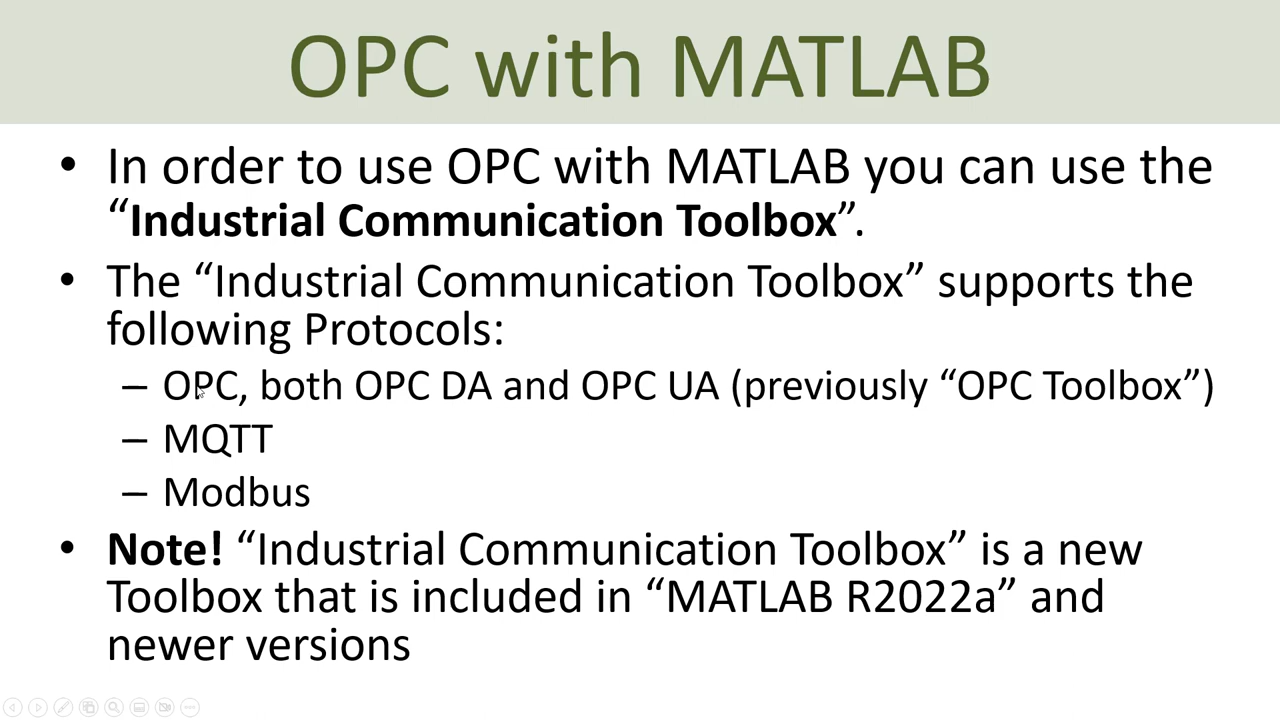 OPC with MATLAB
• In order to use OPC with MATLAB you can use the
“Industrial Communication Toolbox”.
• The “Industrial Communication Toolbox” supports the
following Protocols:
– OPC, both OPC DA and OPC UA (previously “OPC Toolbox”)
– MQTT
– Modbus
• Note! “Industrial Communication Toolbox” is a new
Toolbox that is included in “MATLAB R2022a” and
newer versions